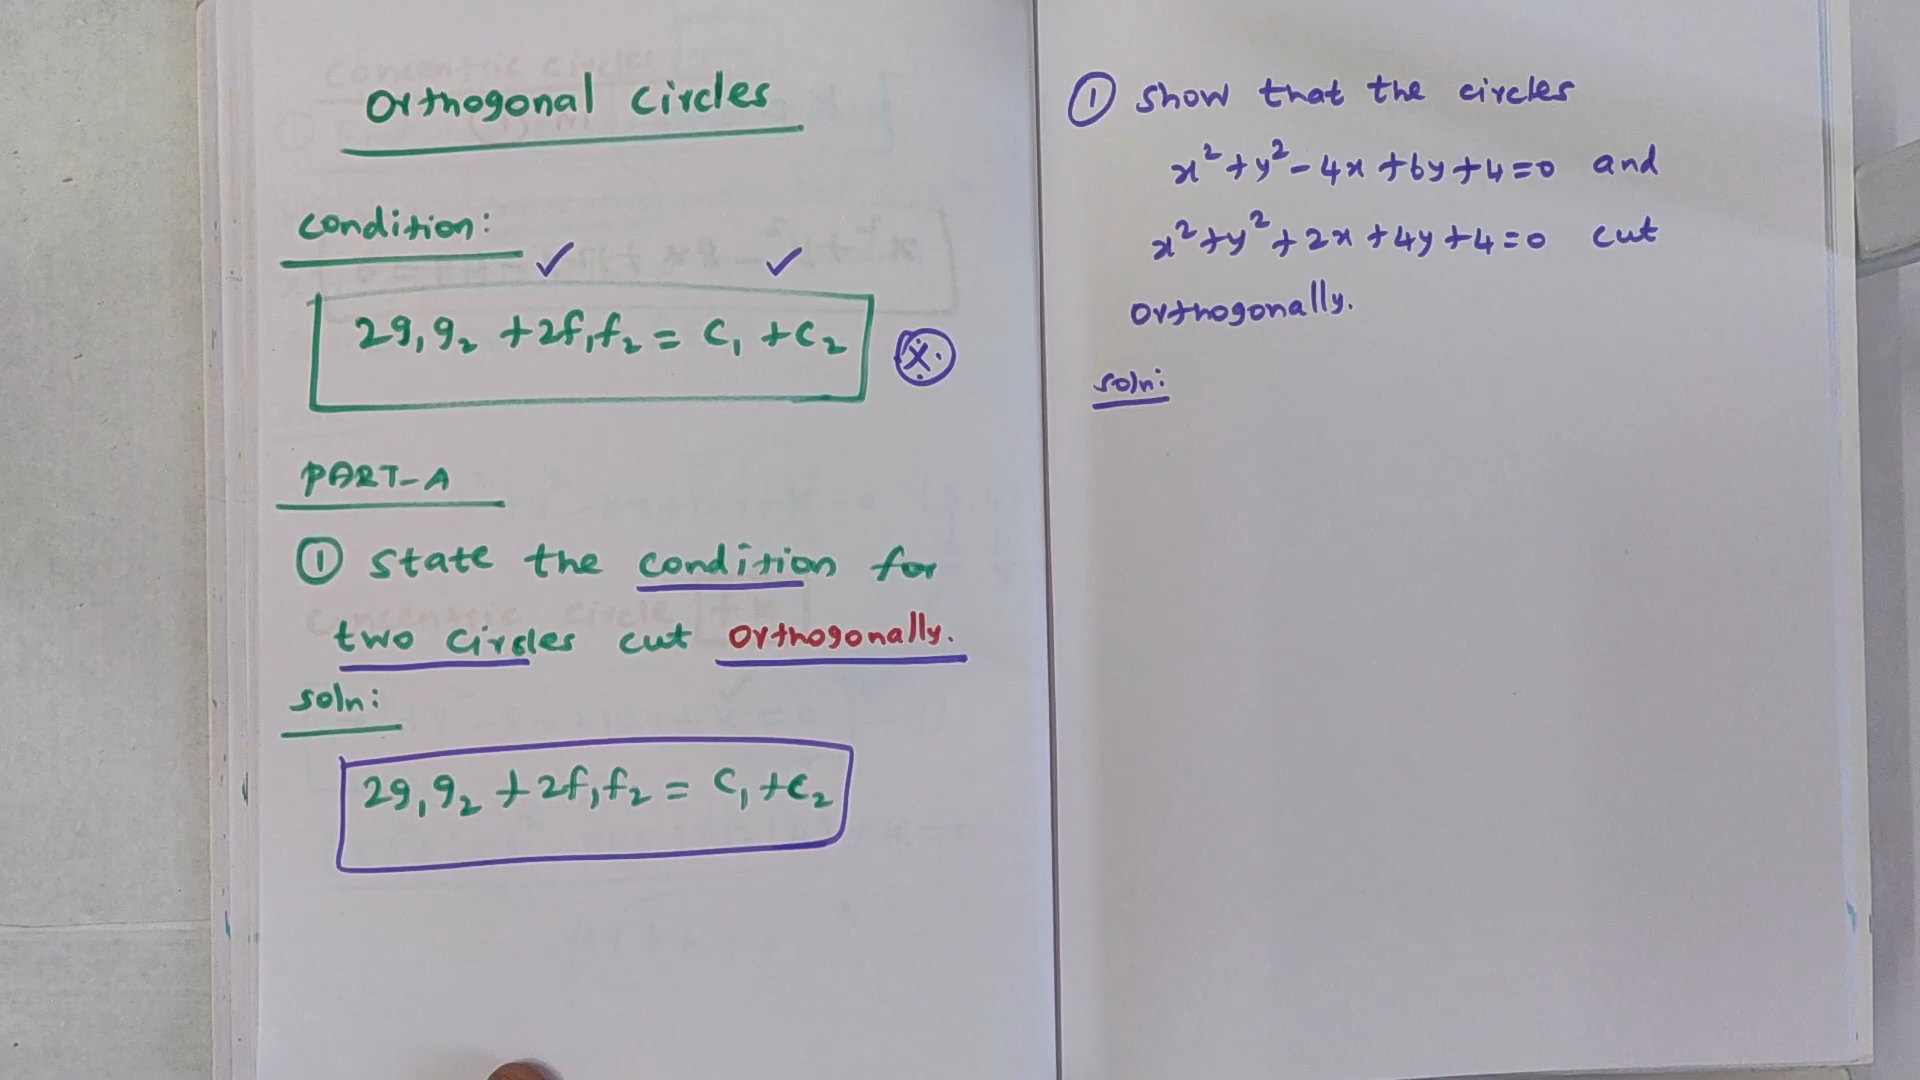 Orthogonal Circles
Condition:
2g₁g₂ + 2f₁f₂ = C₁ + C₂
PART-A
① State the condition for
two Circles cut Orthogonally.
Soln:
2g₁g₂ + 2f₁f₂ = C₁ + C₂
① Show that the circles
x² + y² - 4x + 6y + 4 = 0 and
x² + y² + 2x + 4y + 4 = 0 cut
Orthogonally.
Soln: